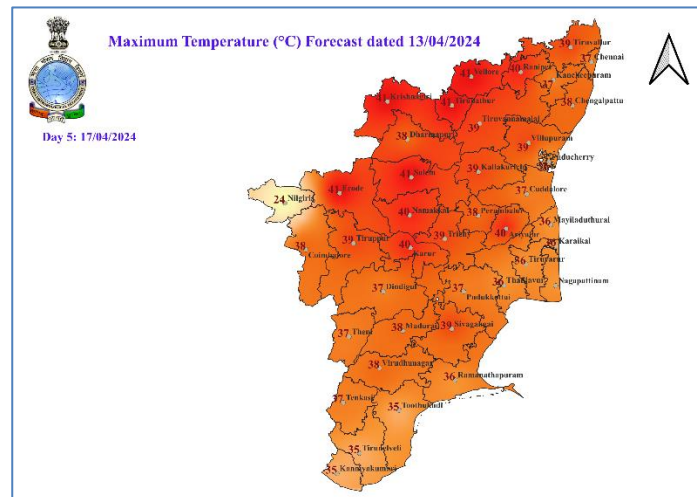 Maximum Temperature (°C) Forecast dated 13/04/2024
Day 5: 17/04/2024
39 Tiruvallur
37 Chennai
40 Ranipet
41 Vellore
Kancheepuram
37
41 Krishnagiri
41 Tirupathur
38 Chengalpattu
39 Tiruvannamalai
38 Dharmapuri
39 Villupuram
Puducherry
39 Kallakurichi
41 Salem
41 Erode
24 Nilgiris
37 Cuddalore
40 Namakkal
38 Perambalur
36 Mayiladuthurai
40 Ariyalur
39 Trichy
39 Tiruppur
Karaikal
38 Coimbatore
40 Karur
36 Tiruvarur
36 Thanjavur
Nagapattinam
37 Dindigul
37 Pudukkottai
39 Sivagangai
38 Madurai
37 Theni
38 Virudhunagar
36 Ramanathapuram
37 Tenkasi
35 Toothukudi
35 Tirunelveli
35 Kanniyakumari